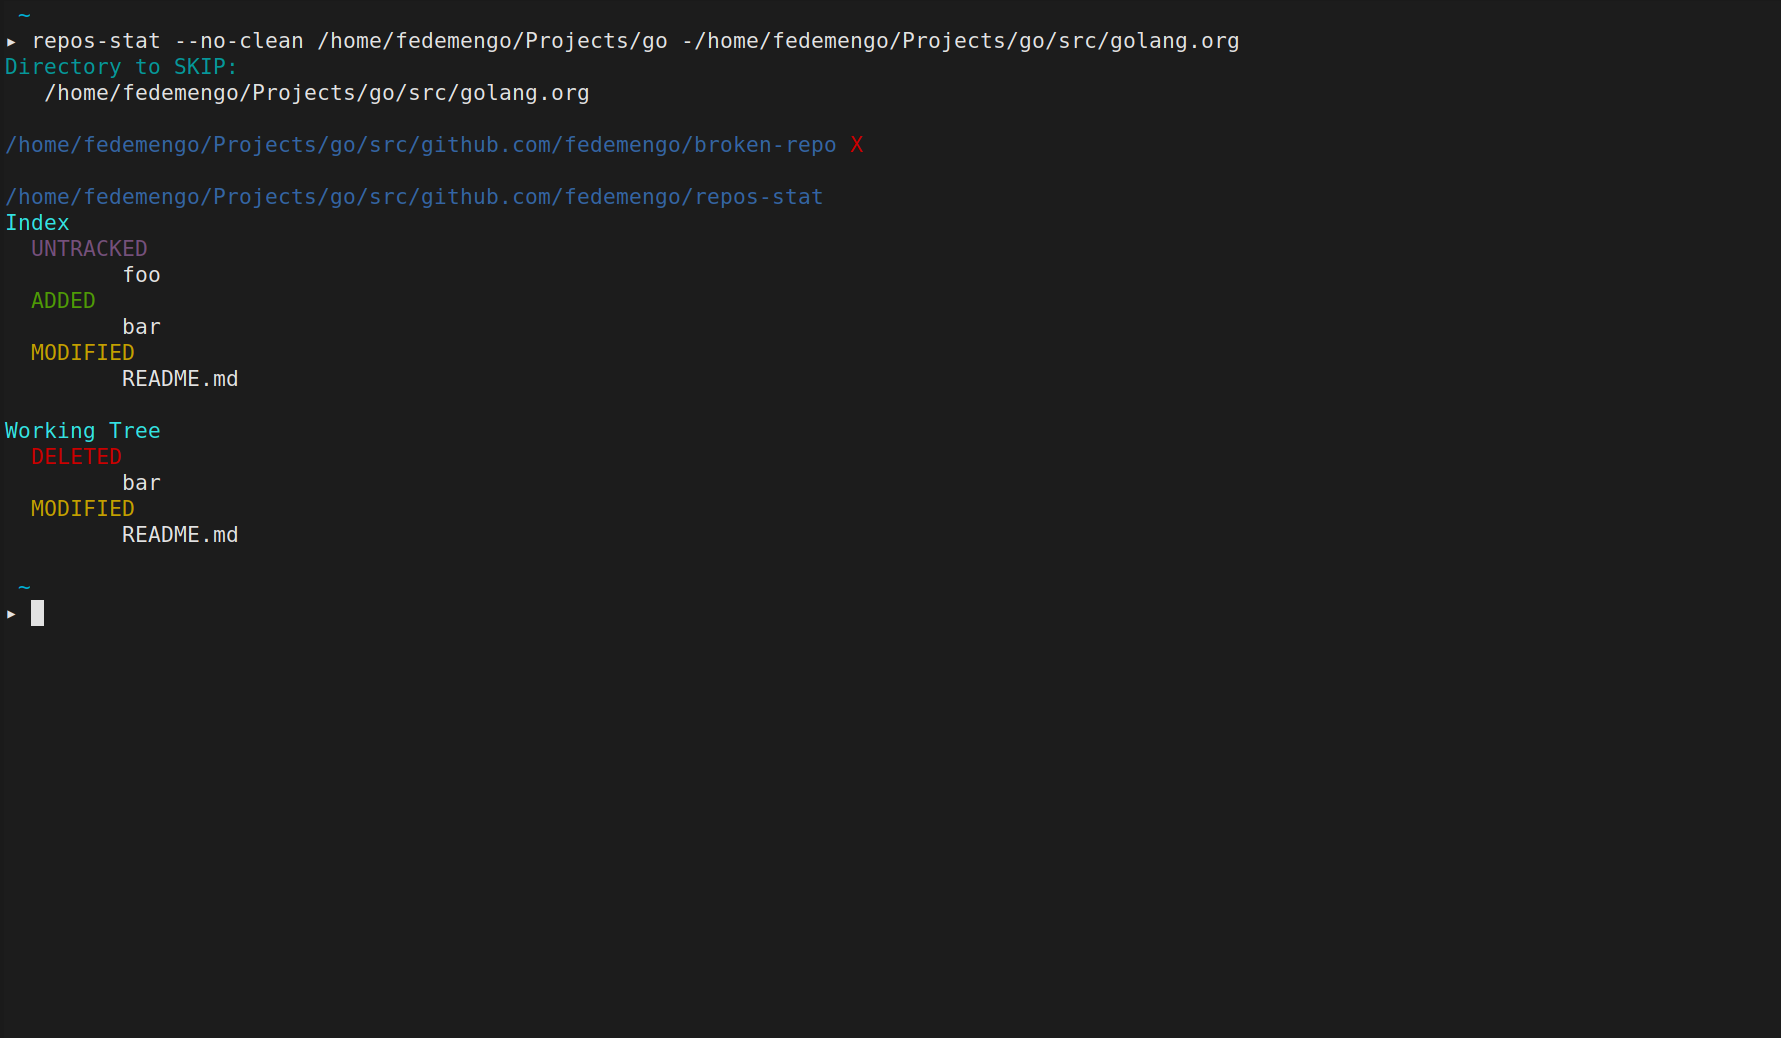 ~
▸ repos-stat --no-clean /home/fedemengo/Projects/go -/home/fedemengo/Projects/go/src/golang.org
Directory to SKIP:
/home/fedemengo/Projects/go/src/golang.org
/home/fedemengo/Projects/go/src/github.com/fedemengo/broken-repo X
/home/fedemengo/Projects/go/src/github.com/fedemengo/repos-stat
Index
UNTRACKED
foo
ADDED
bar
MODIFIED
README.md
Working Tree
DELETED
bar
MODIFIED
README.md
~
▸